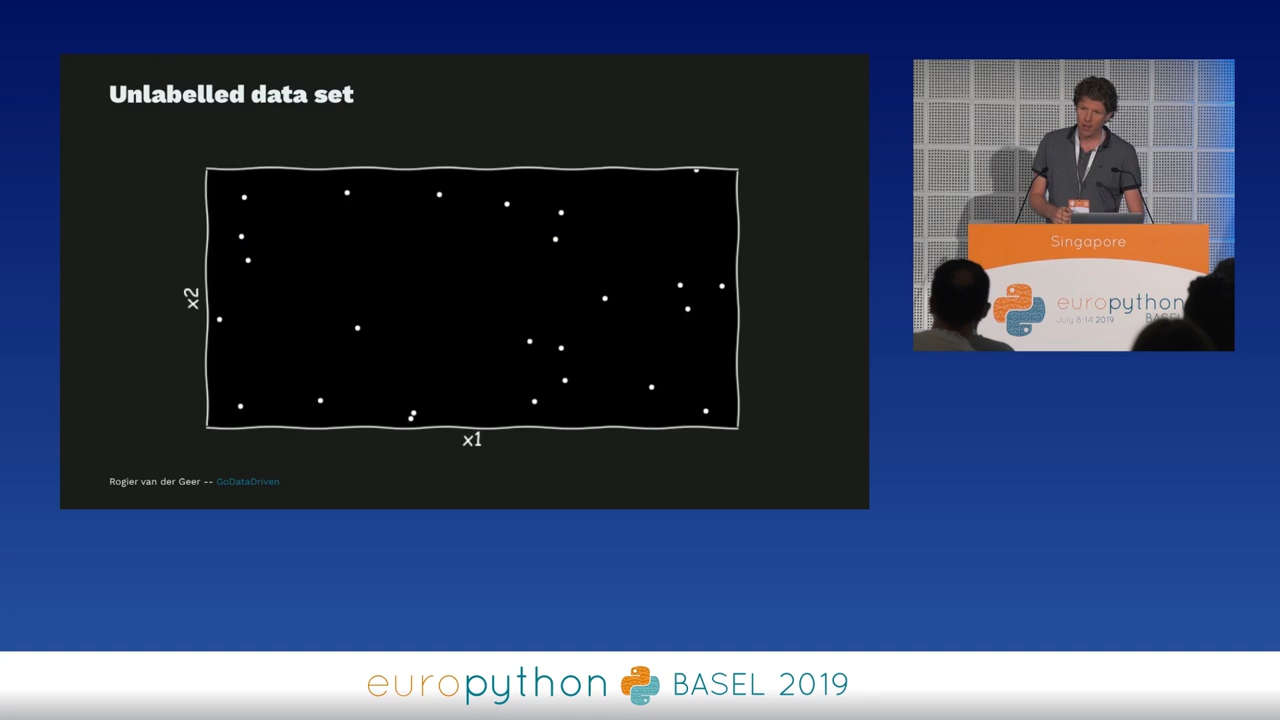 Unlabelled data set
x2
x1
Rogier van der Geer -- GoDataDriven
Singapore
europython
July 8-14 2019
BASEL
europython BASEL 2019